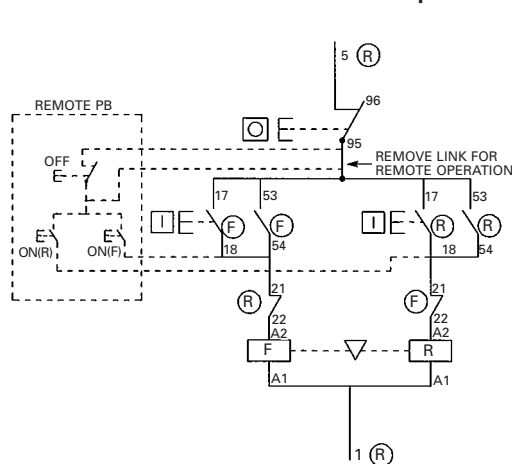 5 R
96
REMOTE PB
O
95
OFF
REMOVE LINK FOR
REMOTE OPERATION
17 53 17 53
I F F I R R
18 54 18 54
ON(R) ON(F)
R 21 F 21
22 22
A2 A2
F R
A1 A1
1 R